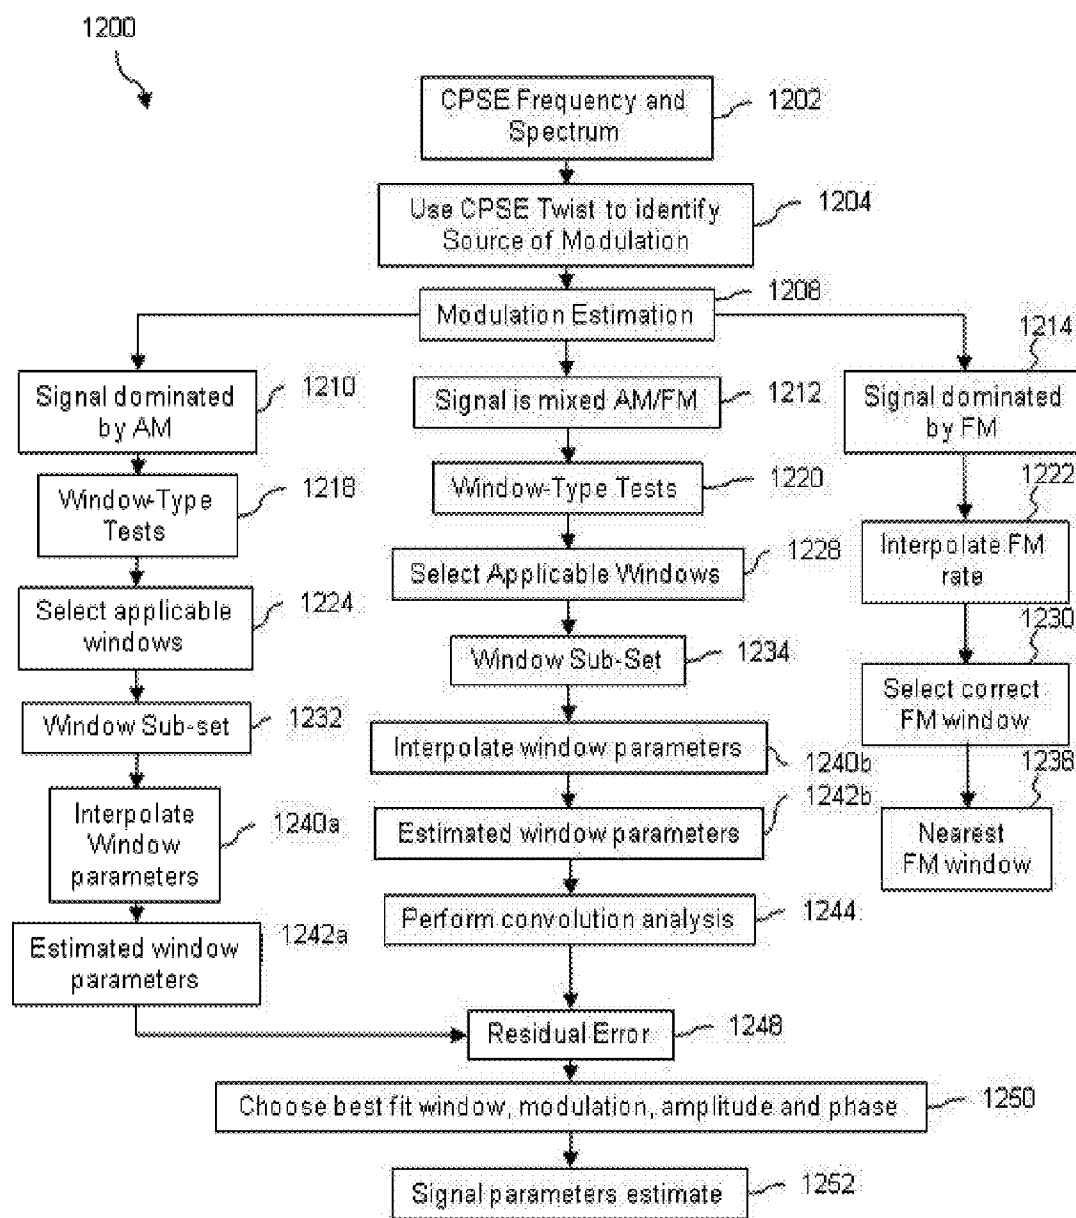 1200
CPSE Frequency and
Spectrum
1202
Use CPSE Twist to identify
Source of Modulation
1204
Modulation Estimation
1208
Signal dominated
by AM
1210
Signal is mixed AM/FM
1212
Signal dominated
by FM
1214
Window-Type
Tests
1218
Window-Type Tests
1220
Interpolate FM
rate
1222
Select applicable
windows
1224
Select Applicable Windows
1228
Select correct
FM window
1230
Window Sub-set
1232
Window Sub-Set
1234
Nearest
FM window
1238
Interpolate
Window
parameters
1240a
Interpolate window parameters
1240b
Estimated window
parameters
1242a
Estimated window parameters
1242b
Perform convolution analysis
1244
Residual Error
1248
Choose best fit window, modulation, amplitude and phase
1250
Signal parameters estimate
1252